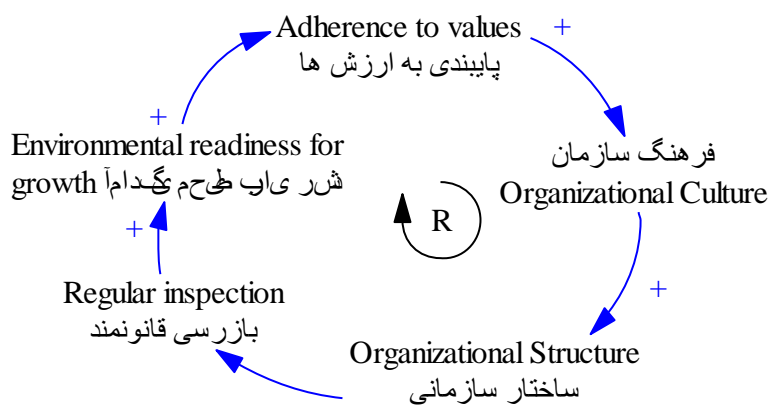 Adherence to values
پایبندی به ارزش ها
+
فرهنگ سازمان
Organizational Culture
+
Organizational Structure
ساختار سازمانی
Regular inspection
بازرسی قانونمند
+
Environmental readiness for
growth
+
R